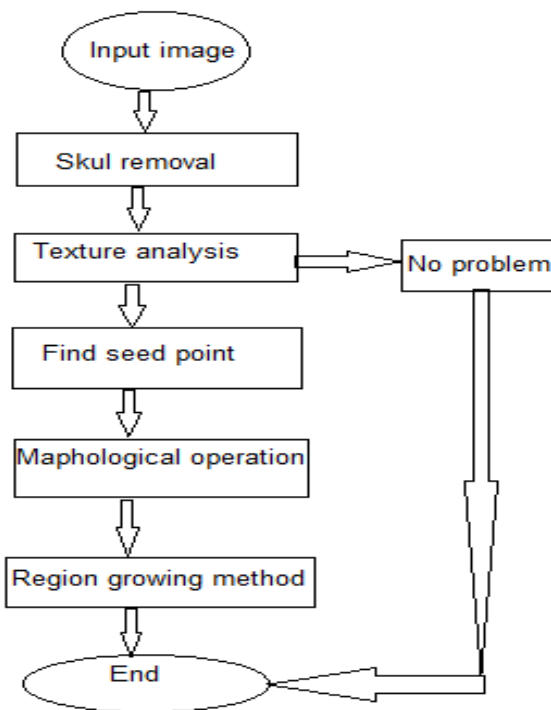 Input image
Skul removal
Texture analysis
No problem
Find seed point
Maphological operation
Region growing method
End